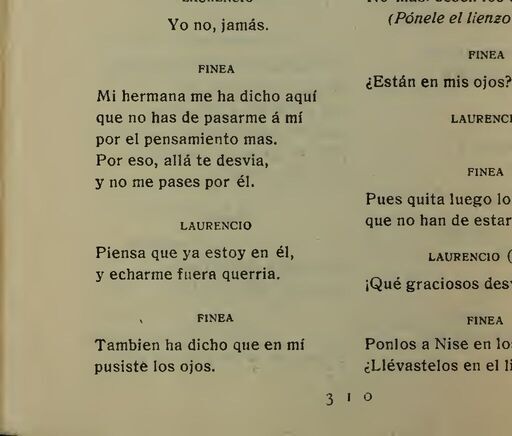 LAURENCIO
Yo no, jamás.
FINEA
Mi hermana me ha dicho aquí
que no has de pasarme á mí
por el pensamiento mas.
Por eso, allá te desvia,
y no me pases por él.
LAURENCIO
Piensa que ya estoy en él,
y echarme fuera querria.
FINEA
Tambien ha dicho que en mí
pusiste los ojos.
(Pónele el lienzo
FINEA
¿Están en mis ojos?
LAURENCI
FINEA
Pues quita luego lo
que no han de estar
LAURENCIO (
¡Qué graciosos des
FINEA
Ponlos a Nise en lo
¿Llévastelos en el li
310